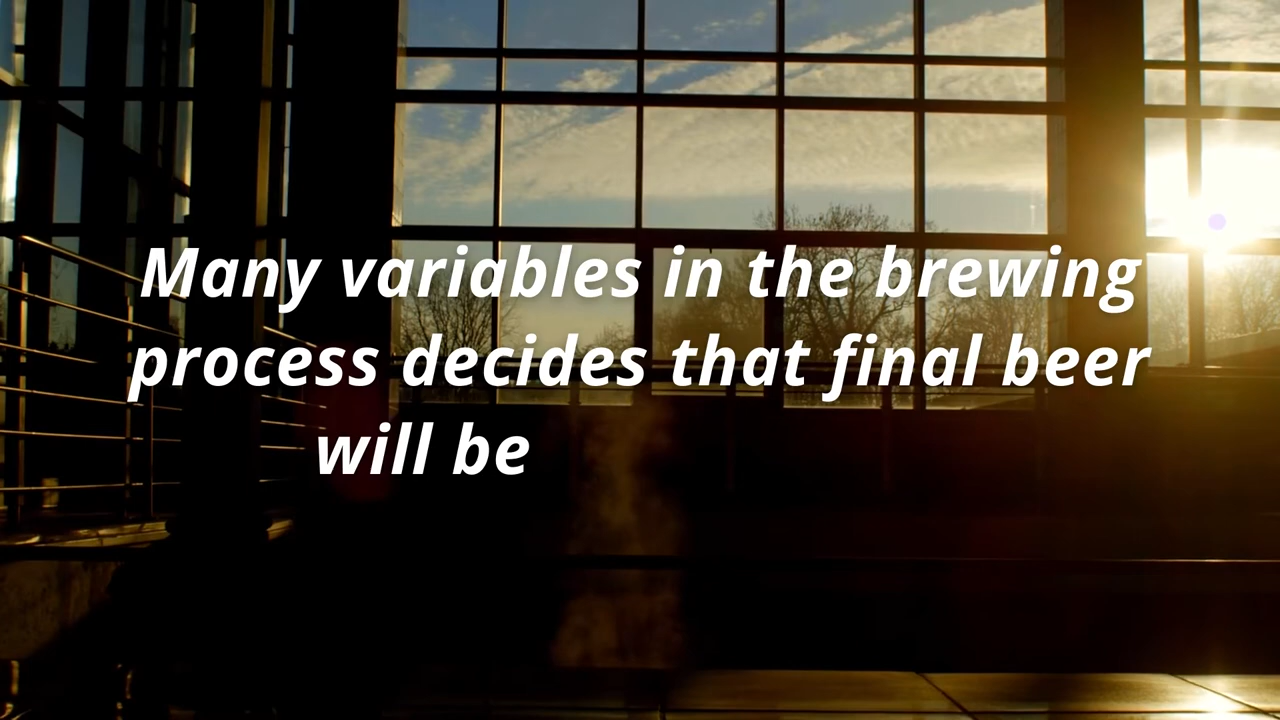 Many variables in the brewing
process decides that final beer
will be